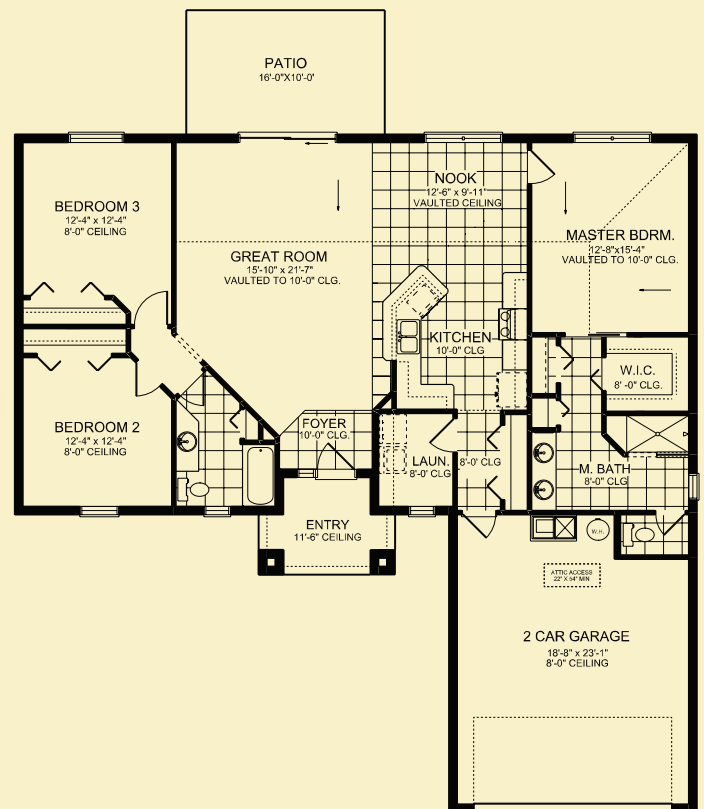 PATIO
16'-0"X10'-0'
NOOK
12'-6" x 9'-11'
VAULTED CEILING
BEDROOM 3
12'-4" x 12'-4"
8'-0" CEILING
MASTER BDRM.
12'-8"x15'-4"
VAULTED TO 10'-0" CLG.
GREAT ROOM
15'-10" x 21'-7"
VAULTED TO 10'-0" CLG.
KITCHEN
10'-0" CLG
W.I.C.
8' -0" CLG.
BEDROOM 2
12'-4" x 12'-4"
8'-0" CEILING
FOYER
10'-0" CLG.
LAUN.
8'-0" CLG
8'-0" CLG
M. BATH
8'-0" CLG
ENTRY
11'-6" CEILING
W.H.
ATTIC ACCESS
22" X 54" MIN
2 CAR GARAGE
18'-8" x 23'-1"
8'-0" CEILING